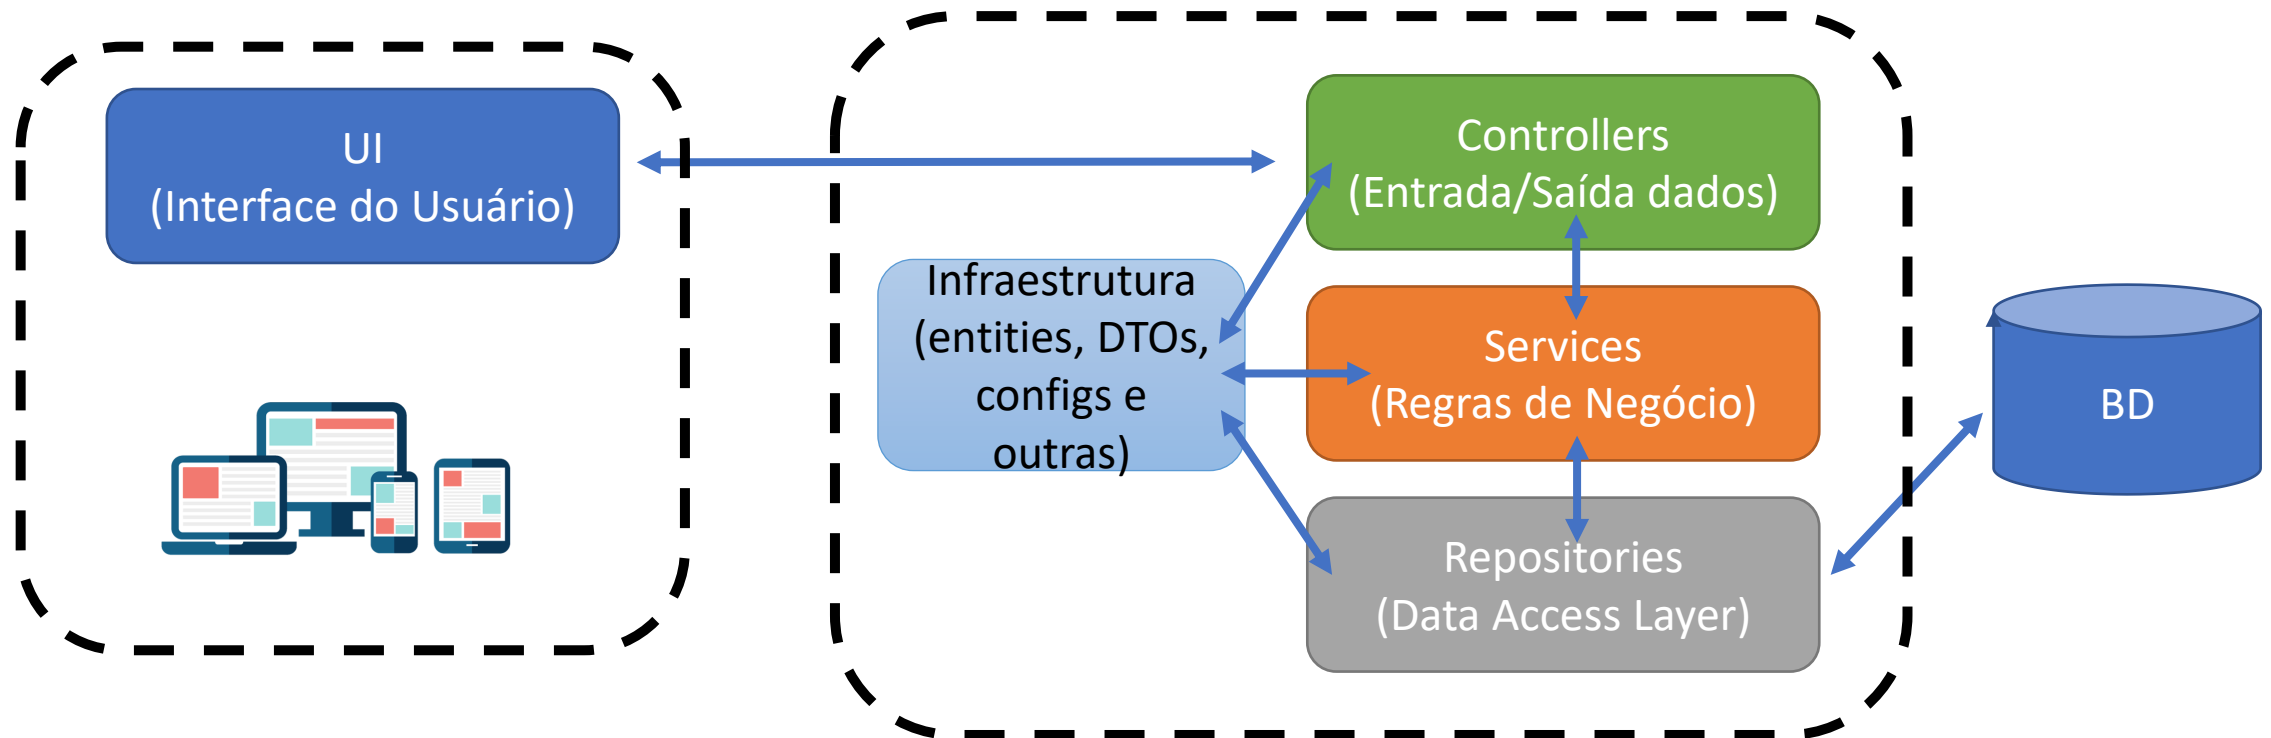 UI
(Interface do Usuário)
Controllers
(Entrada/Saída dados)
Infraestrutura
(entities, DTOs,
configs e
outras)
Services
(Regras de Negócio)
BD
Repositories
(Data Access Layer)